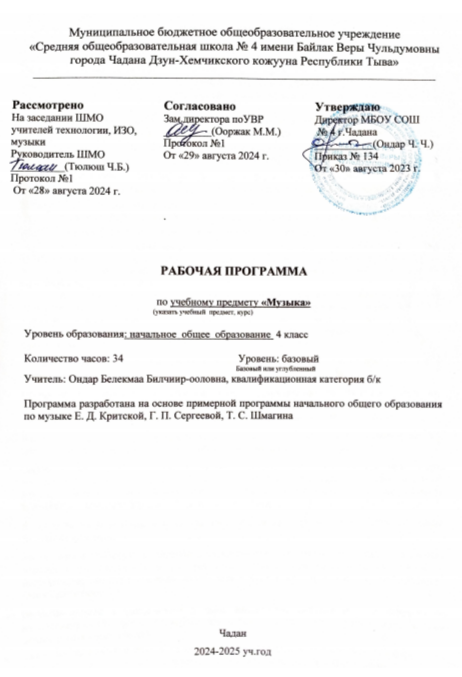 Муниципальное бюджетное общеобразовательное учреждение
«Средняя общеобразовательная школа № 4 имени Байлак Веры Чульдумовны
города Чадана Дзун-Хемчикского кожууна Республики Тыва»
Рассмотрено
На заседании ШМО
учителей технологии, ИЗО,
музыки
Руководитель ШМО
(Тюлюш Ч.Б.)
Протокол №1
От «28» августа 2024 г.
Согласовано
Зам.директора поУВР
(Ооржак М.М.)
Протокол №1
От «29» августа 2024 г.
Утверждаю
Директор МБОУ СОШ
№ 4 г.Чадана
(Ондар Ч. Ч.)
Приказ № 134
От «30» августа 2023 г.
РАБОЧАЯ ПРОГРАММА
по учебному предмету «Музыка»
(указать учебный предмет, курс)
Уровень образования: начальное общее образование 4 класс
Количество часов: 34 Уровень: базовый
Базовый или углубленный
Учитель: Ондар Белекмаа Билчиир-ооловна, квалификационная категория б/к
Программа разработана на основе примерной программы начального общего образования
по музыке Е. Д. Критской, Г. П. Сергеевой, Т. С. Шмагина
Чадан
2024-2025 уч.год